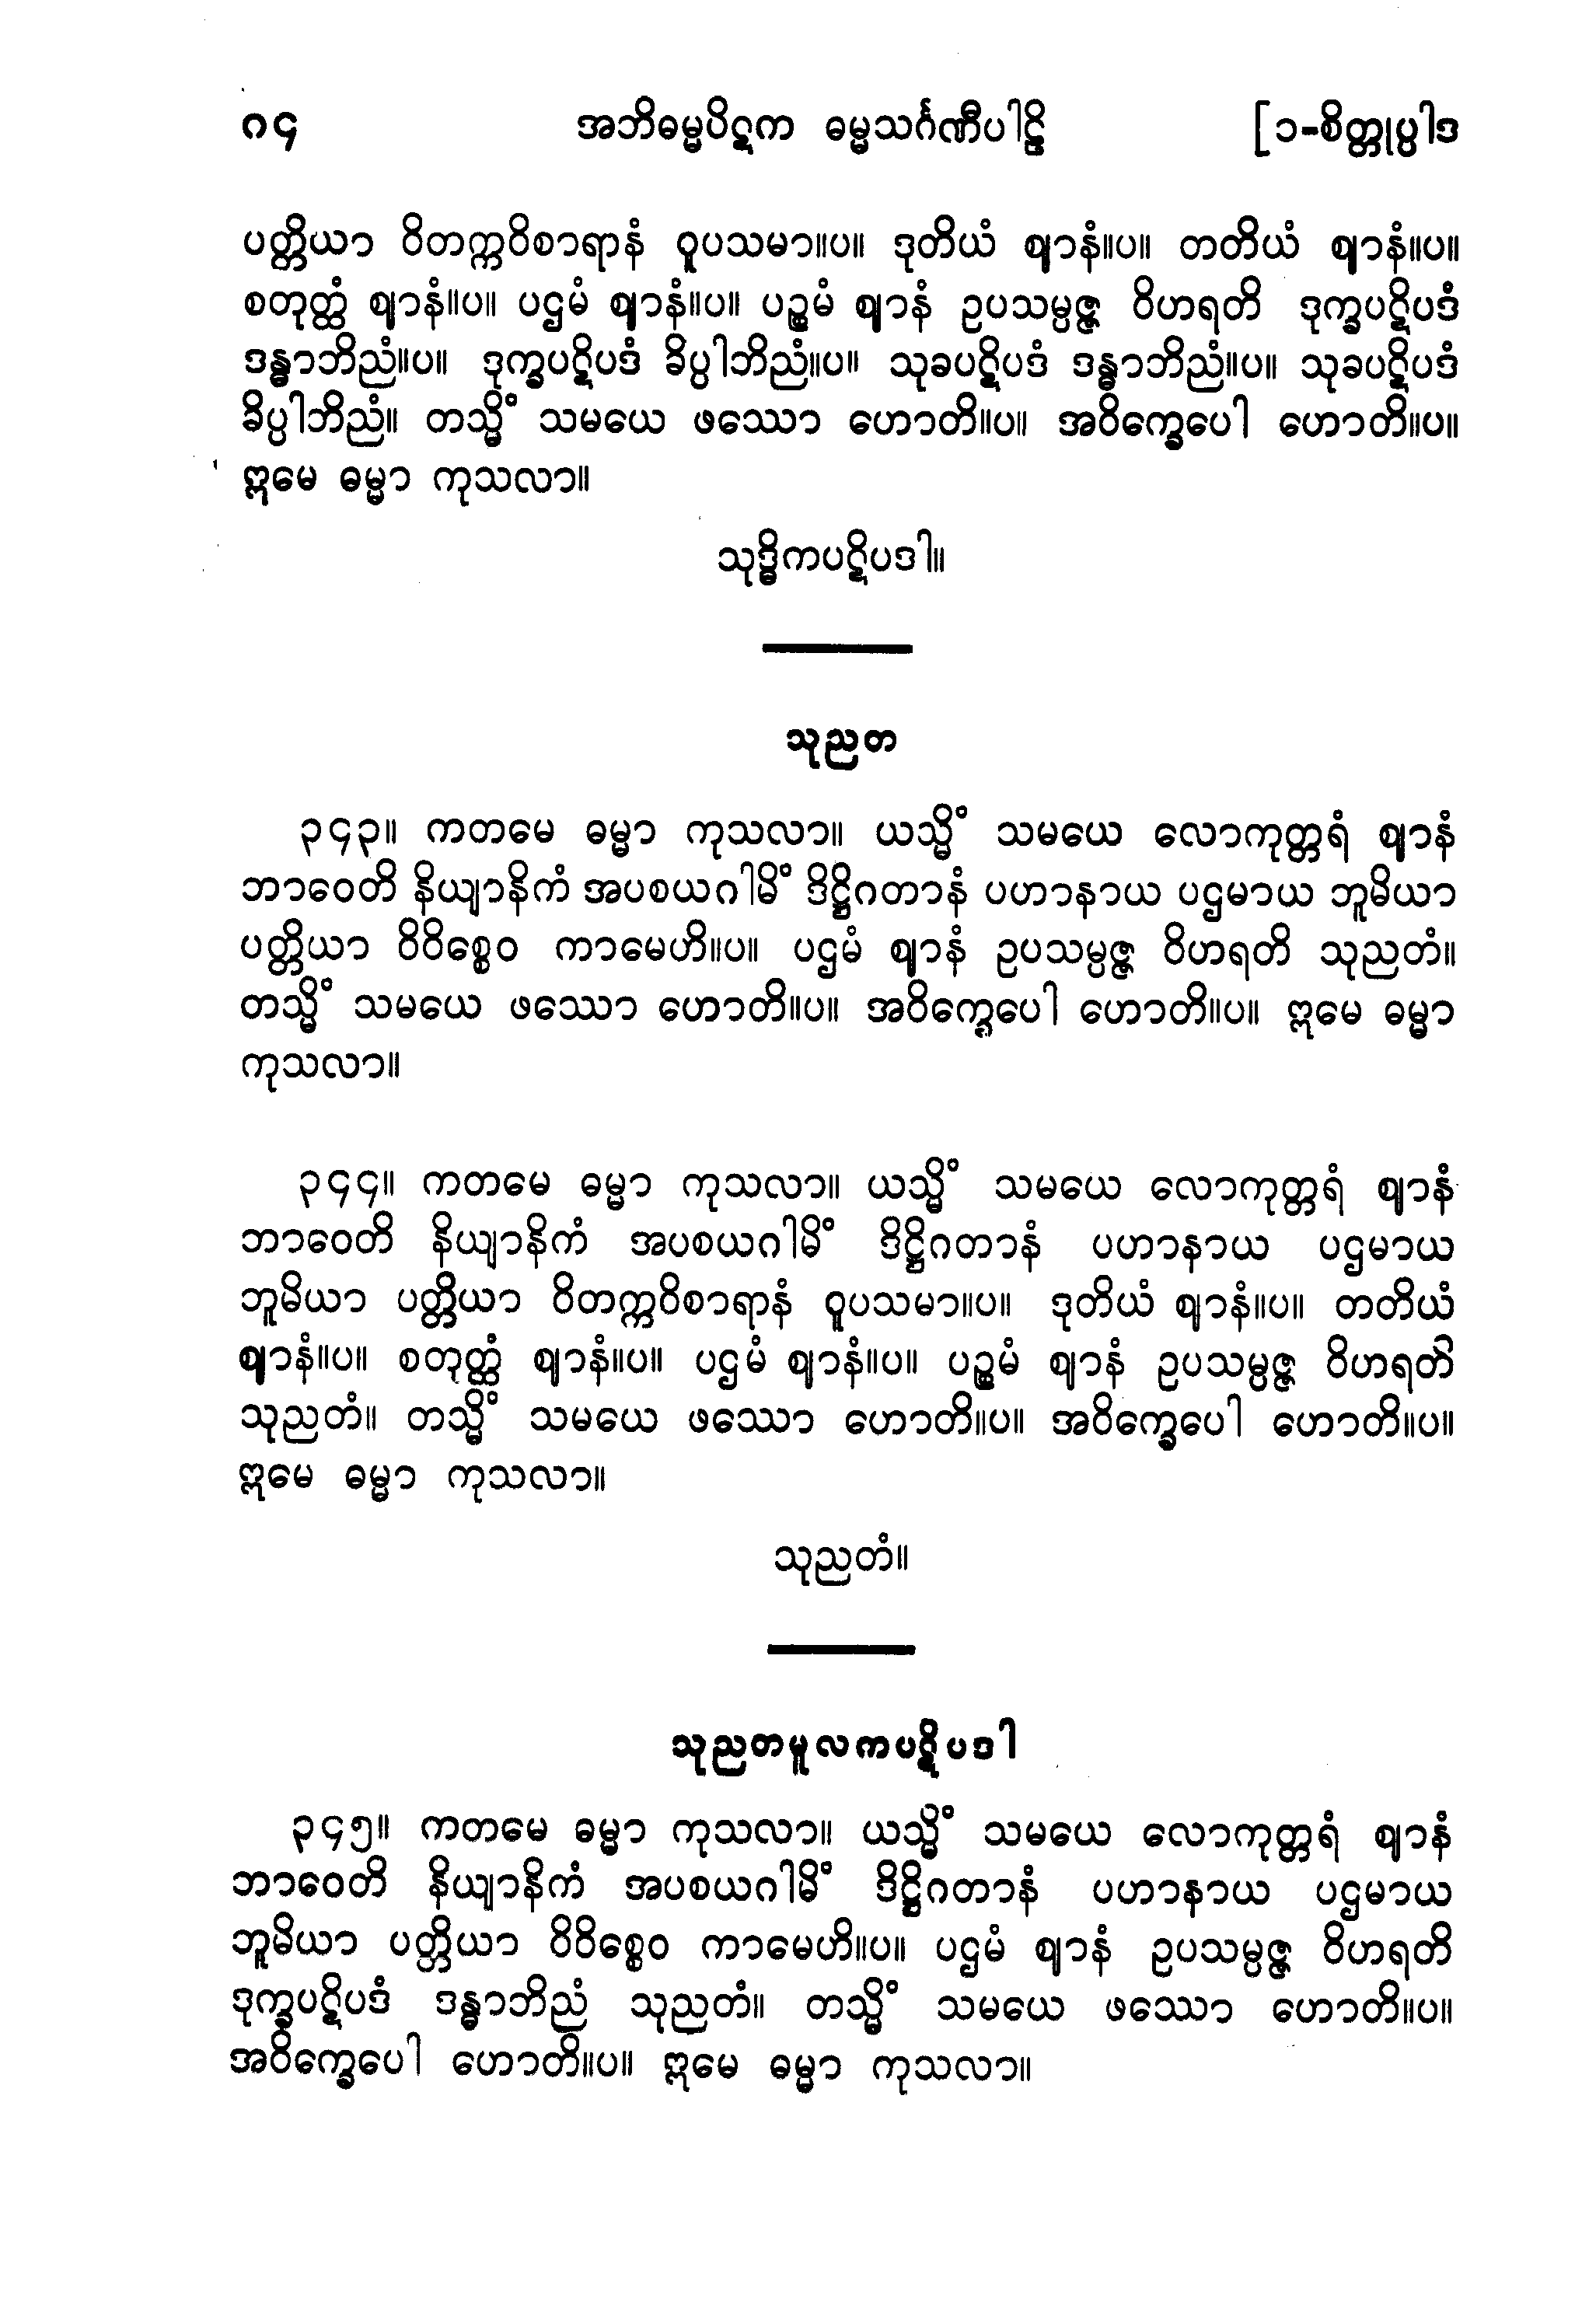 ဂ၄ အဘိဓမ္မပိဋက ဓမ္မသင်္ဂဏီပါဠိ [၁-စိတ္တုပ္ပါဒ
ပတ္တိယာ ဝိတက္ကဝိစာရာနံ ဝူပသမာ။ပ။ ဒုတိယံ ဈာနံ။ပ။ တတိယံ ဈာနံ။ပ။
စတုတ္ထံ ဈာနံ။ပ။ ပဌမံ ဈာနံ။ပ။ ပဉ္စမံ ဈာနံ ဥပသမ္ပဇ္ဇ ဝိဟရတိ ဒုက္ခပဋိပဒံ
ဒန္ဓာဘိညံ။ပ။ ဒုက္ခပဋိပဒံ ခိပ္ပါဘိညံ။ပ။ သုခပဋိပဒံ ဒန္ဓာဘိညံ။ပ။ သုခပဋိပဒံ
ခိပ္ပါဘိညံ။ တသ္မိံ သမယေ ဖဿော ဟောတိ။ပ။ အဝိက္ခေပေါ ဟောတိ။ပ။
ဣမေ ဓမ္မာ ကုသလာ။
သုဒ္ဓိကပဋိပဒါ။
သုညတ
၃၄၃။ ကတမေ ဓမ္မာ ကုသလာ။ ယသ္မိံ သမယေ လောကုတ္တရံ ဈာနံ
ဘာဝေတိ နိယျာနိကံ အပစယဂါမိံ ဒိဋ္ဌိဂတာနံ ပဟာနာယ ပဌမာယ ဘူမိယာ
ပတ္တိယာ ဝိဝိစ္စေဝ ကာမေဟိ။ပ။ ပဌမံ ဈာနံ ဥပသမ္ပဇ္ဇ ဝိဟရတိ သုညတံ။
တသ္မိံ သမယေ ဖဿော ဟောတိ။ပ။ အဝိက္ခေပေါ ဟောတိ။ပ။ ဣမေ ဓမ္မာ
ကုသလာ။
၃၄၄။ ကတမေ ဓမ္မာ ကုသလာ။ ယသ္မိံ သမယေ လောကုတ္တရံ ဈာနံ
ဘာဝေတိ နိယျာနိကံ အပစယဂါမိံ ဒိဋ္ဌိဂတာနံ ပဟာနာယ ပဌမာယ
ဘူမိယာ ပတ္တိယာ ဝိတက္ကဝိစာရာနံ ဝူပသမာ။ပ။ ဒုတိယံ ဈာနံ။ပ။ တတိယံ
ဈာနံ။ပ။ စတုတ္ထံ ဈာနံ။ပ။ ပဌမံ ဈာနံ။ပ။ ပဉ္စမံ ဈာနံ ဥပသမ္ပဇ္ဇ ဝိဟရတိ
သုညတံ။ တသ္မိံ သမယေ ဖဿော ဟောတိ။ပ။ အဝိက္ခေပေါ ဟောတိ။ပ။
ဣမေ ဓမ္မာ ကုသလာ။
သုညတံ။
သုညတမူလကပဋိပဒါ
၃၄၅။ ကတမေ ဓမ္မာ ကုသလာ။ ယသ္မိံ သမယေ လောကုတ္တရံ ဈာနံ
ဘာဝေတိ နိယျာနိကံ အပစယဂါမိံ ဒိဋ္ဌိဂတာနံ ပဟာနာယ ပဌမာယ
ဘူမိယာ ပတ္တိယာ ဝိဝိစ္စေဝ ကာမေဟိ။ပ။ ပဌမံ ဈာနံ ဥပသမ္ပဇ္ဇ ဝိဟရတိ
ဒုက္ခပဋိပဒံ ဒန္ဓာဘိညံ သုညတံ။ တသ္မိံ သမယေ ဖဿော ဟောတိ။ပ။
အဝိက္ခေပေါ ဟောတိ။ပ။ ဣမေ ဓမ္မာ ကုသလာ။